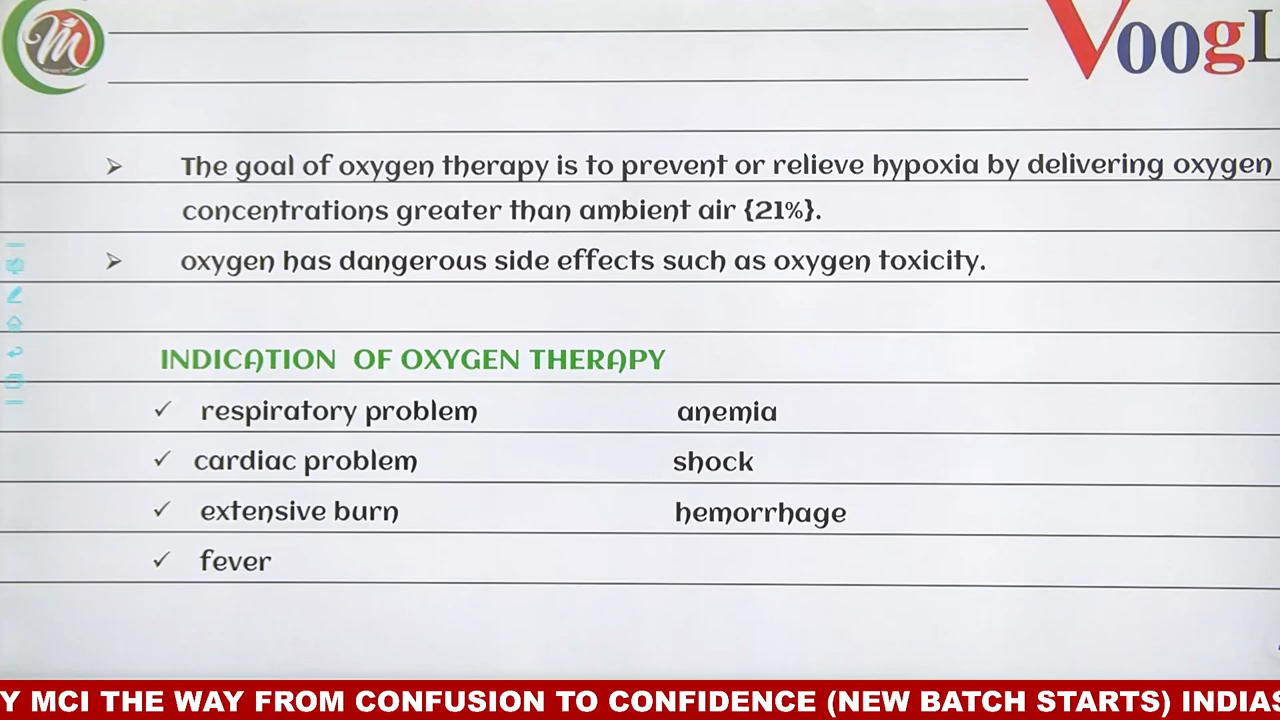 VoogL
➢ The goal of oxygen therapy is to prevent or relieve hypoxia by delivering oxygen
concentrations greater than ambient air {21%}.
➢ oxygen has dangerous side effects such as oxygen toxicity.
INDICATION OF OXYGEN THERAPY
✓ respiratory problem anemia
✓ cardiac problem shock
✓ extensive burn hemorrhage
✓ fever
Y MCI THE WAY FROM CONFUSION TO CONFIDENCE (NEW BATCH STARTS) INDIAS